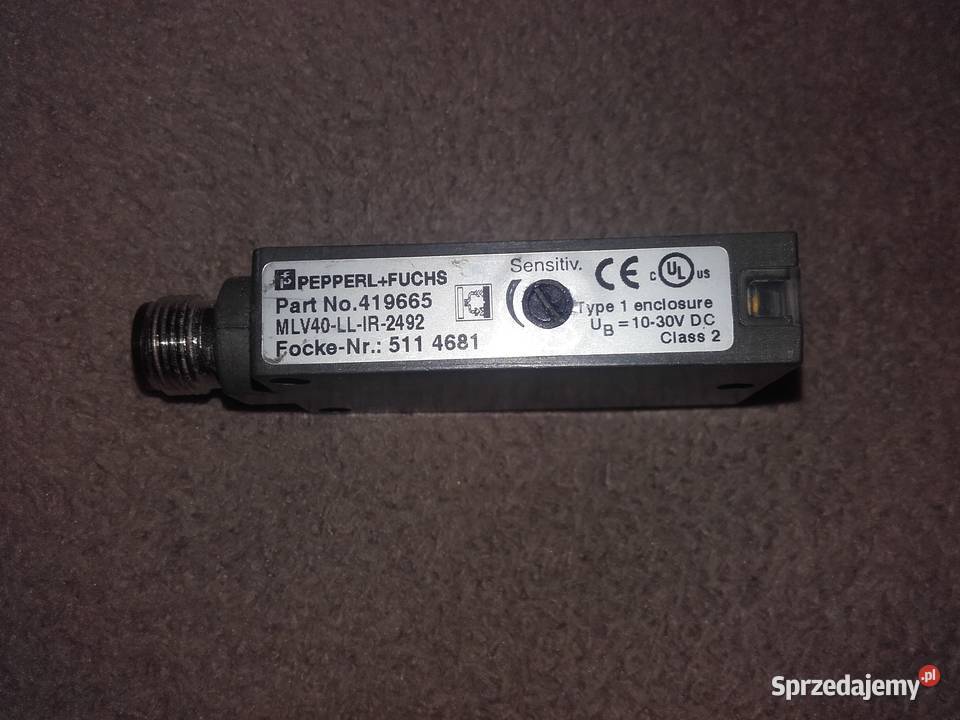 PEPPERL+FUCHS
Part No.419665
MLV40-LL-IR-2492
Focke-Nr.: 511 4681
Sensitiv.
CE
c UL us
Type 1 enclosure
UB=10-30V DC
Class 2
Sprzedajemy.pl